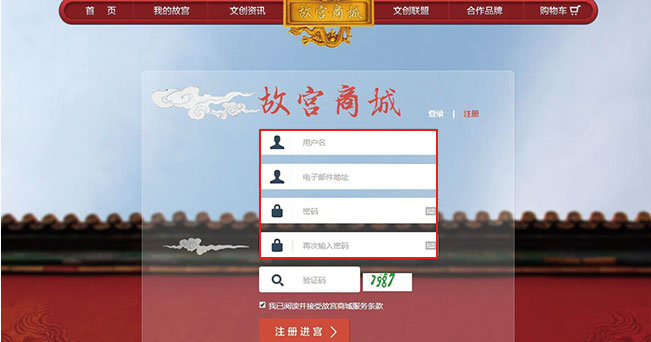 首 页 我的故宫 文创资讯 故宫商城 文创联盟 合作品牌 购物车
故宫商城 登录 | 注册
用户名
电子邮件地址
密码
再次输入密码
验证码 7987
我已阅读并接受故宫商城服务条款
注册进宫 >